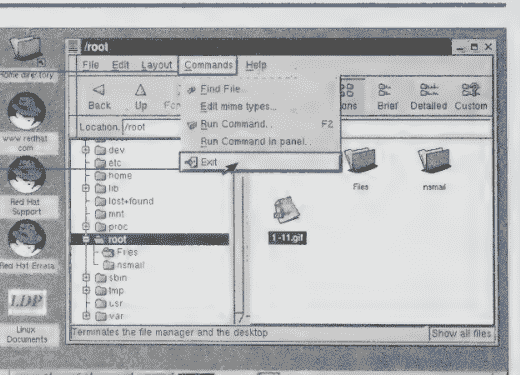 /root
File Edit Layout Commands Help
Back Up
Find File..
Edit mime types...
Run Command.. F2
Run Command in panel..
Exit
Brief Detailed Custom
Location: /root
Home directory
www.redhat.com
Red Hat
Support
Red Hat Errata
LDP
Linux
Documents
dev
etc
home
lib
lost+found
mnt
proc
root
Files
nsmail
sbin
tmp
usr
var
Files
nsmail
1-11.gif
Terminates the file manager and the desktop
Show all files